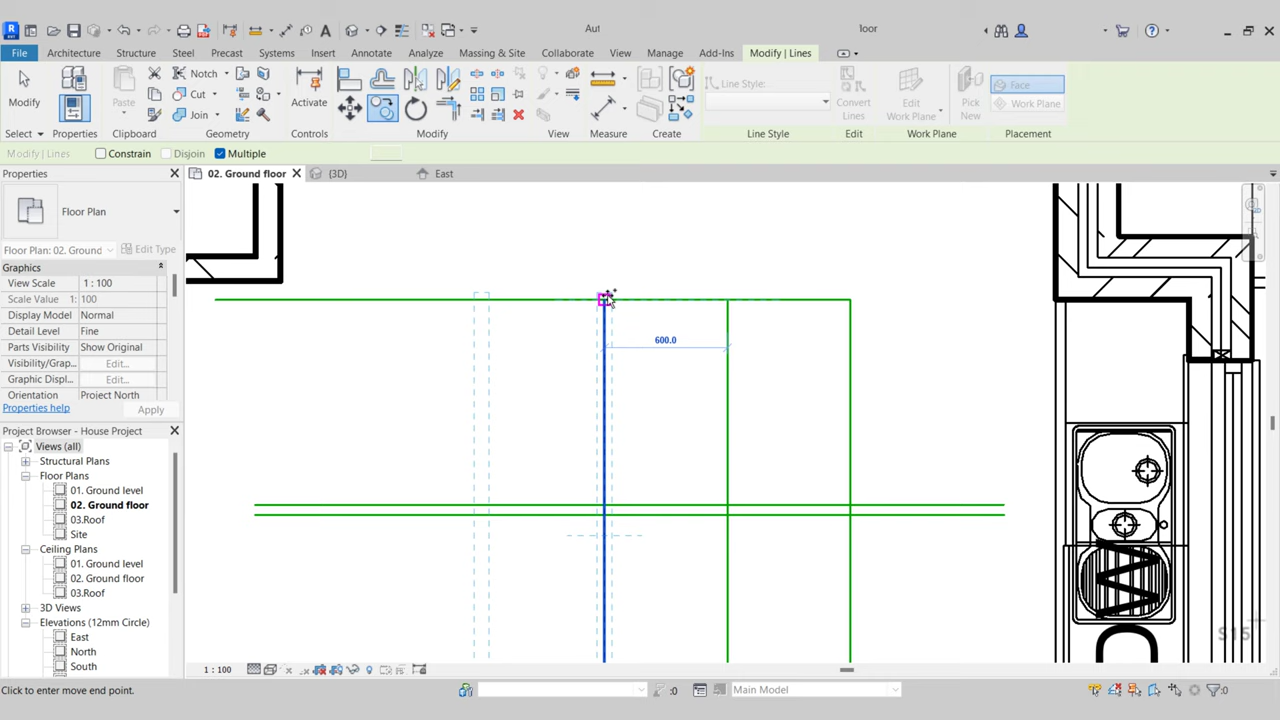 Aut
loor
File Architecture Structure Steel Precast Systems Insert Annotate Analyze Massing & Site Collaborate View Manage Add-Ins Modify | Lines
Modify
Properties
Paste
Notch
Cut
Join
Activate
Line Style:
Convert
Lines
Edit
Work Plane
Pick
New
Face
Work Plane
Select Properties Clipboard Geometry Controls Modify View Measure Create Line Style Edit Work Plane Placement
Modify | Lines Constrain Disjoin Multiple
Properties
02. Ground floor (3D) East
Floor Plan
Floor Plan: 02. Ground Edit Type
Graphics
View Scale 1 : 100
Scale Value 1: 100
Display Model Normal
Detail Level Fine
Parts Visibility Show Original
Visibility/Grap... Edit...
Graphic Displ... Edit...
Orientation Project North
Properties help Apply
Project Browser - House Project
Views (all)
Structural Plans
Floor Plans
01. Ground level
02. Ground floor
03.Roof
Site
Ceiling Plans
01. Ground level
02. Ground floor
03.Roof
3D Views
Elevations (12mm Circle)
East
North
South
600.0
S15
1 : 100
Click to enter move end point.
:0
Main Model
:0